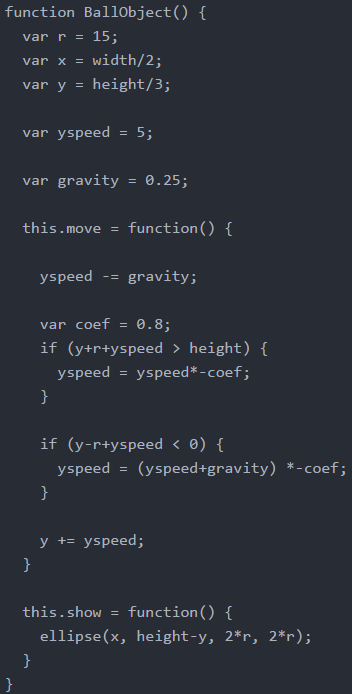 function BallObject() {
  var r = 15;
  var x = width/2;
  var y = height/3;

  var yspeed = 5;

  var gravity = 0.25;

  this.move = function() {

    yspeed -= gravity;

    var coef = 0.8;
    if (y+r+yspeed > height) {
      yspeed = yspeed*-coef;
    }

    if (y-r+yspeed < 0) {
      yspeed = (yspeed+gravity) *-coef;
    }

    y += yspeed;
  }

  this.show = function() {
    ellipse(x, height-y, 2*r, 2*r);
  }
}